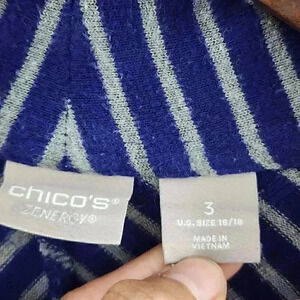 chico's®
ZENERGY®
3
U.S. SIZE 16/18
MADE IN
VIETNAM